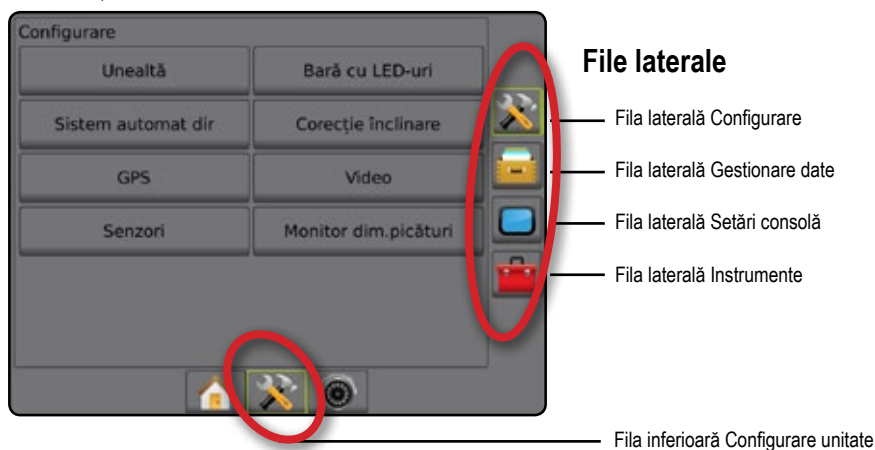 Configurare
Unealtă
Bară cu LED-uri
Sistem automat dir
Corecție înclinare
GPS
Video
Senzori
Monitor dim.picături
File laterale
Fila laterală Configurare
Fila laterală Gestionare date
Fila laterală Setări consolă
Fila laterală Instrumente
Fila inferioară Configurare unitate